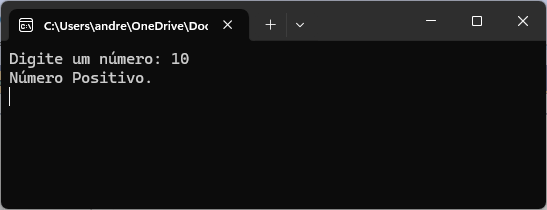 C:\Users\andre\OneDrive\Doc
Digite um número: 10
Número Positivo.